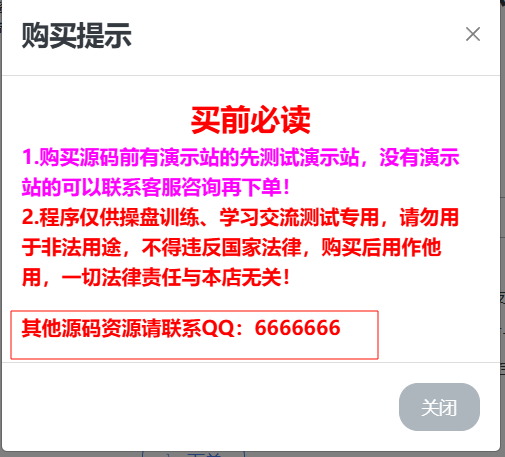 购买提示
买前必读
1.购买源码前有演示站的先测试演示站，没有演示
站的可以联系客服咨询再下单！
2.程序仅供操盘训练、学习交流测试专用，请勿用
于非法用途，不得违反国家法律，购买后用作他
用，一切法律责任与本店无关！
其他源码资源请联系QQ：6666666
关闭